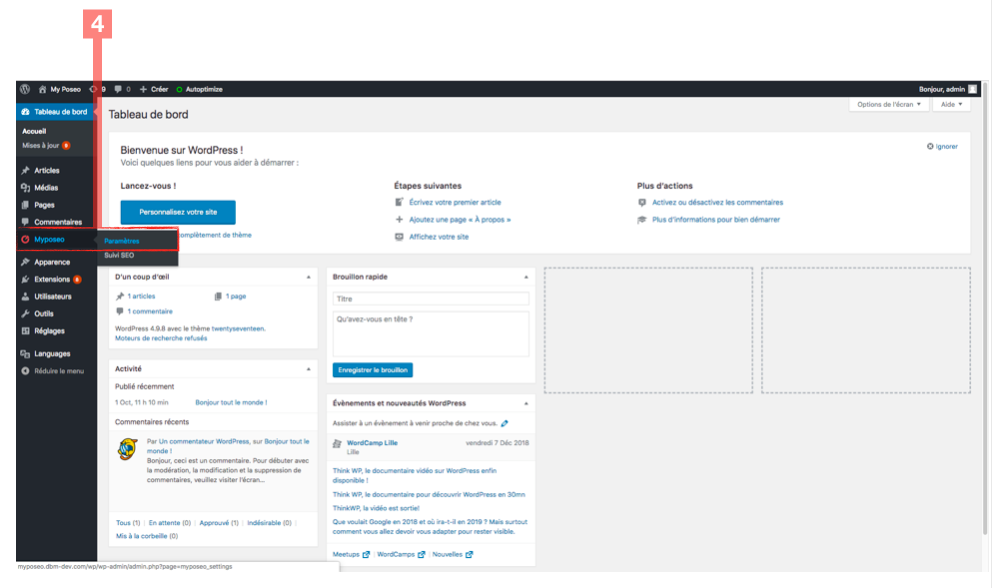 4
My Poseo 9 0 + Créer Autoptimize Bonjour, admin
Tableau de bord
Accueil
Mises à jour
Articles
Médias
Pages
Commentaires
Myposeo
Paramètres
Suivi SEO
Apparence
Extensions
Utilisateurs
Outils
Réglages
Languages
Réduire le menu
Options de l'écran ▼ Aide ▼
Tableau de bord
Bienvenue sur WordPress !
Ignorer
Voici quelques liens pour vous aider à démarrer :
Lancez-vous !
Personnalisez votre site
complètement de thème
Étapes suivantes
Écrivez votre premier article
Ajoutez une page « À propos »
Affichez votre site
Plus d'actions
Activez ou désactivez les commentaires
Plus d'informations pour bien démarrer
D'un coup d'œil
1 articles 1 page
1 commentaire
WordPress 4.9.8 avec le thème twentyseventeen.
Moteurs de recherche refusés
Activité
Publié récemment
1 Oct, 11 h 10 min Bonjour tout le monde !
Commentaires récents
Par Un commentateur WordPress, sur Bonjour tout le
monde !
Bonjour, ceci est un commentaire. Pour débuter avec
la modération, la modification et la suppression de
commentaires, veuillez visiter l'écran…
Tous (1) | En attente (0) | Approuvé (1) | Indésirable (0) |
Mis à la corbeille (0)
Brouillon rapide
Titre
Qu'avez-vous en tête ?
Enregistrer le brouillon
Évènements et nouveautés WordPress
Assister à un évènement à venir proche de chez vous.
WordCamp Lille vendredi 7 Déc 2018
Lille
Think WP, le documentaire vidéo sur WordPress enfin
disponible !
Think WP, le documentaire pour découvrir WordPress en 30mn
ThinkWP, la vidéo est sortie!
Que voulait Google en 2018 et où ira-t-il en 2019 ? Mais surtout
comment vous allez devoir vous adapter pour rester visible.
Meetups | WordCamps | Nouvelles
myposeo.dbm-dev.com/wp/wp-admin/admin.php?page=myposeo_settings